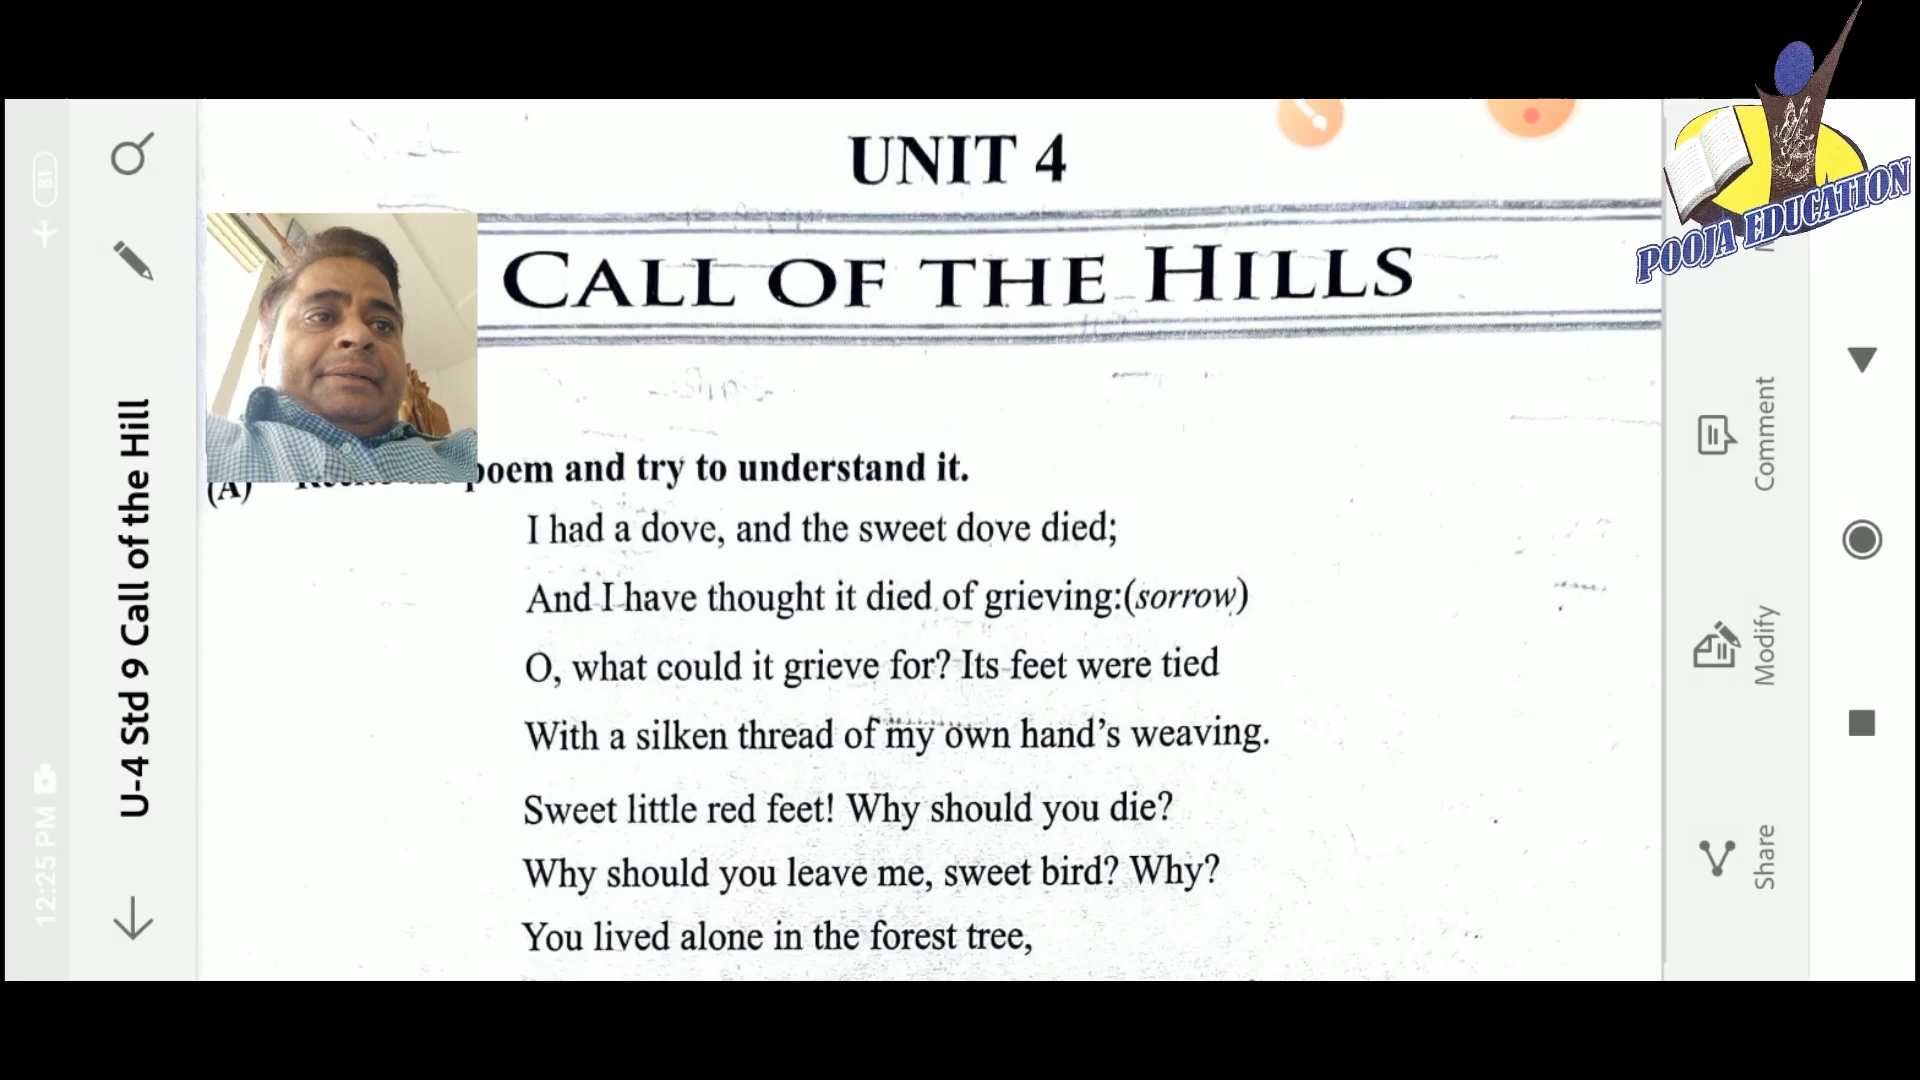 UNIT 4
CALL OF THE HILLS
(A) poem and try to understand it.
I had a dove, and the sweet dove died;
And I have thought it died of grieving:(sorrow)
O, what could it grieve for? Its feet were tied
With a silken thread of my own hand's weaving.
Sweet little red feet! Why should you die?
Why should you leave me, sweet bird? Why?
You lived alone in the forest tree,
U-4 Std 9 Call of the Hill
12:25 PM
81
POOJA EDUCATION
Comment
Modify
Share